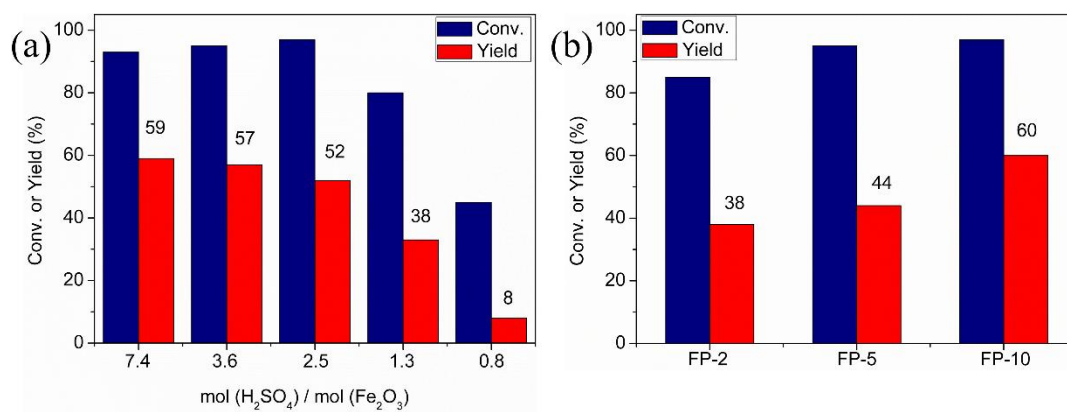 (a)
Conv. or Yield (%)
100
80
60
40
20
0
Conv.
Yield
59
57
52
38
8
7.4 3.6 2.5 1.3 0.8
mol (H₂SO₄) / mol (Fe₂O₃)
(b)
Conv. or Yield (%)
100
80
60
40
20
0
Conv.
Yield
38
44
60
FP-2 FP-5 FP-10